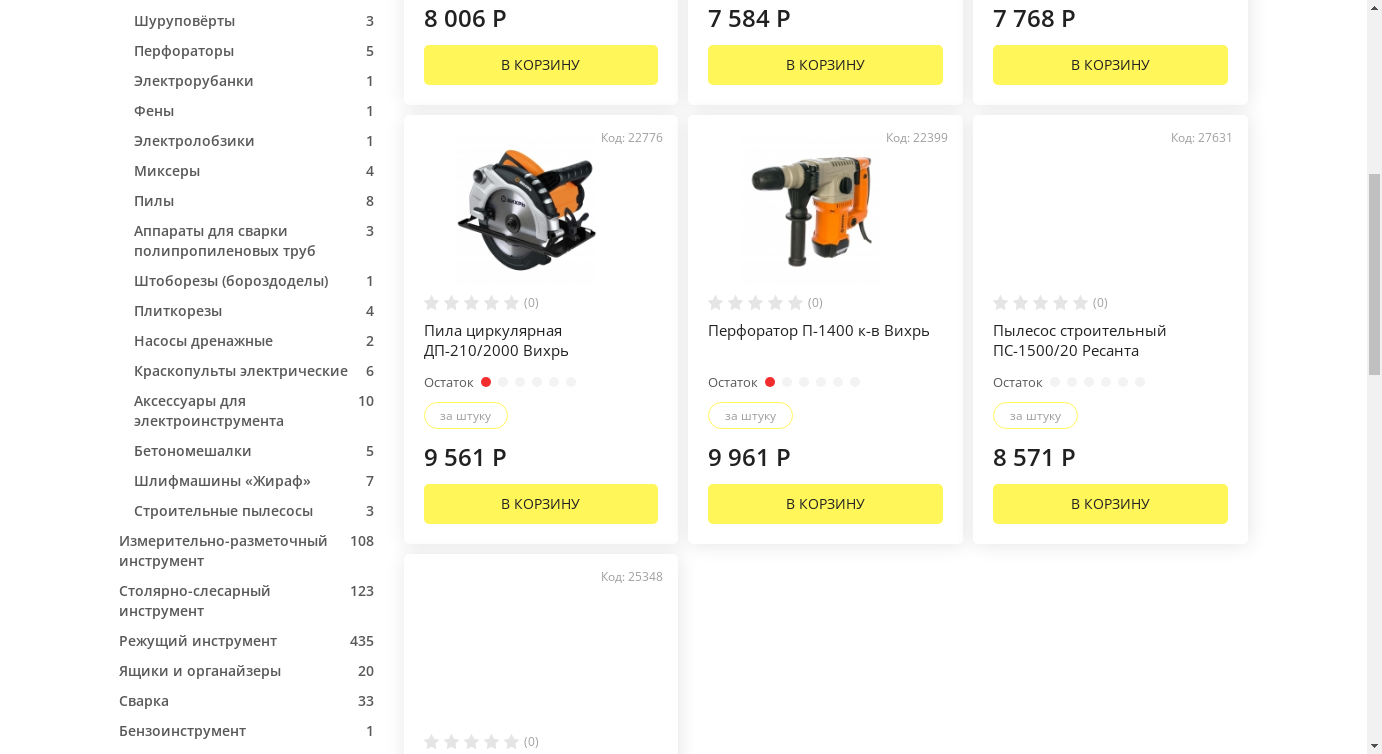 Шуруповёрты 3
Перфораторы 5
Электрорубанки 1
Фены 1
Электролобзики 1
Миксеры 4
Пилы 8
Аппараты для сварки 3
полипропиленовых труб
Штоборезы (бороздоделы) 1
Плиткорезы 4
Насосы дренажные 2
Краскопульты электрические 6
Аксессуары для 10
электроинструмента
Бетономешалки 5
Шлифмашины «Жираф» 7
Строительные пылесосы 3
Измерительно-разметочный 108
инструмент
Столярно-слесарный 123
инструмент
Режущий инструмент 435
Ящики и органайзеры 20
Сварка 33
Бензоинструмент 1
8 006 Р
В КОРЗИНУ
7 584 Р
В КОРЗИНУ
7 768 Р
В КОРЗИНУ
Код: 22776
ВИХРЬ
(0)
Пила циркулярная
ДП-210/2000 Вихрь
Остаток
за штуку
9 561 Р
В КОРЗИНУ
Код: 22399
(0)
Перфоратор П-1400 к-в Вихрь
Остаток
за штуку
9 961 Р
В КОРЗИНУ
Код: 27631
(0)
Пылесос строительный
ПС-1500/20 Ресанта
Остаток
за штуку
8 571 Р
В КОРЗИНУ
Код: 25348
(0)